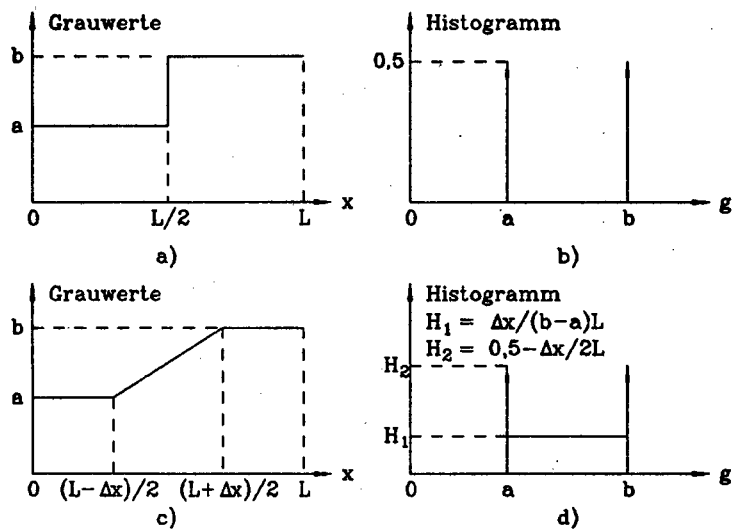 Grauwerte
b
a
0
L/2
L
x
a)
Histogramm
0,5
0
a
b
g
b)
Grauwerte
b
a
0
(L-Δx)/2
(L+Δx)/2
L
x
c)
Histogramm
H₁ = Δx/(b-a)L
H₂ = 0,5-Δx/2L
H₂
H₁
0
a
b
g
d)